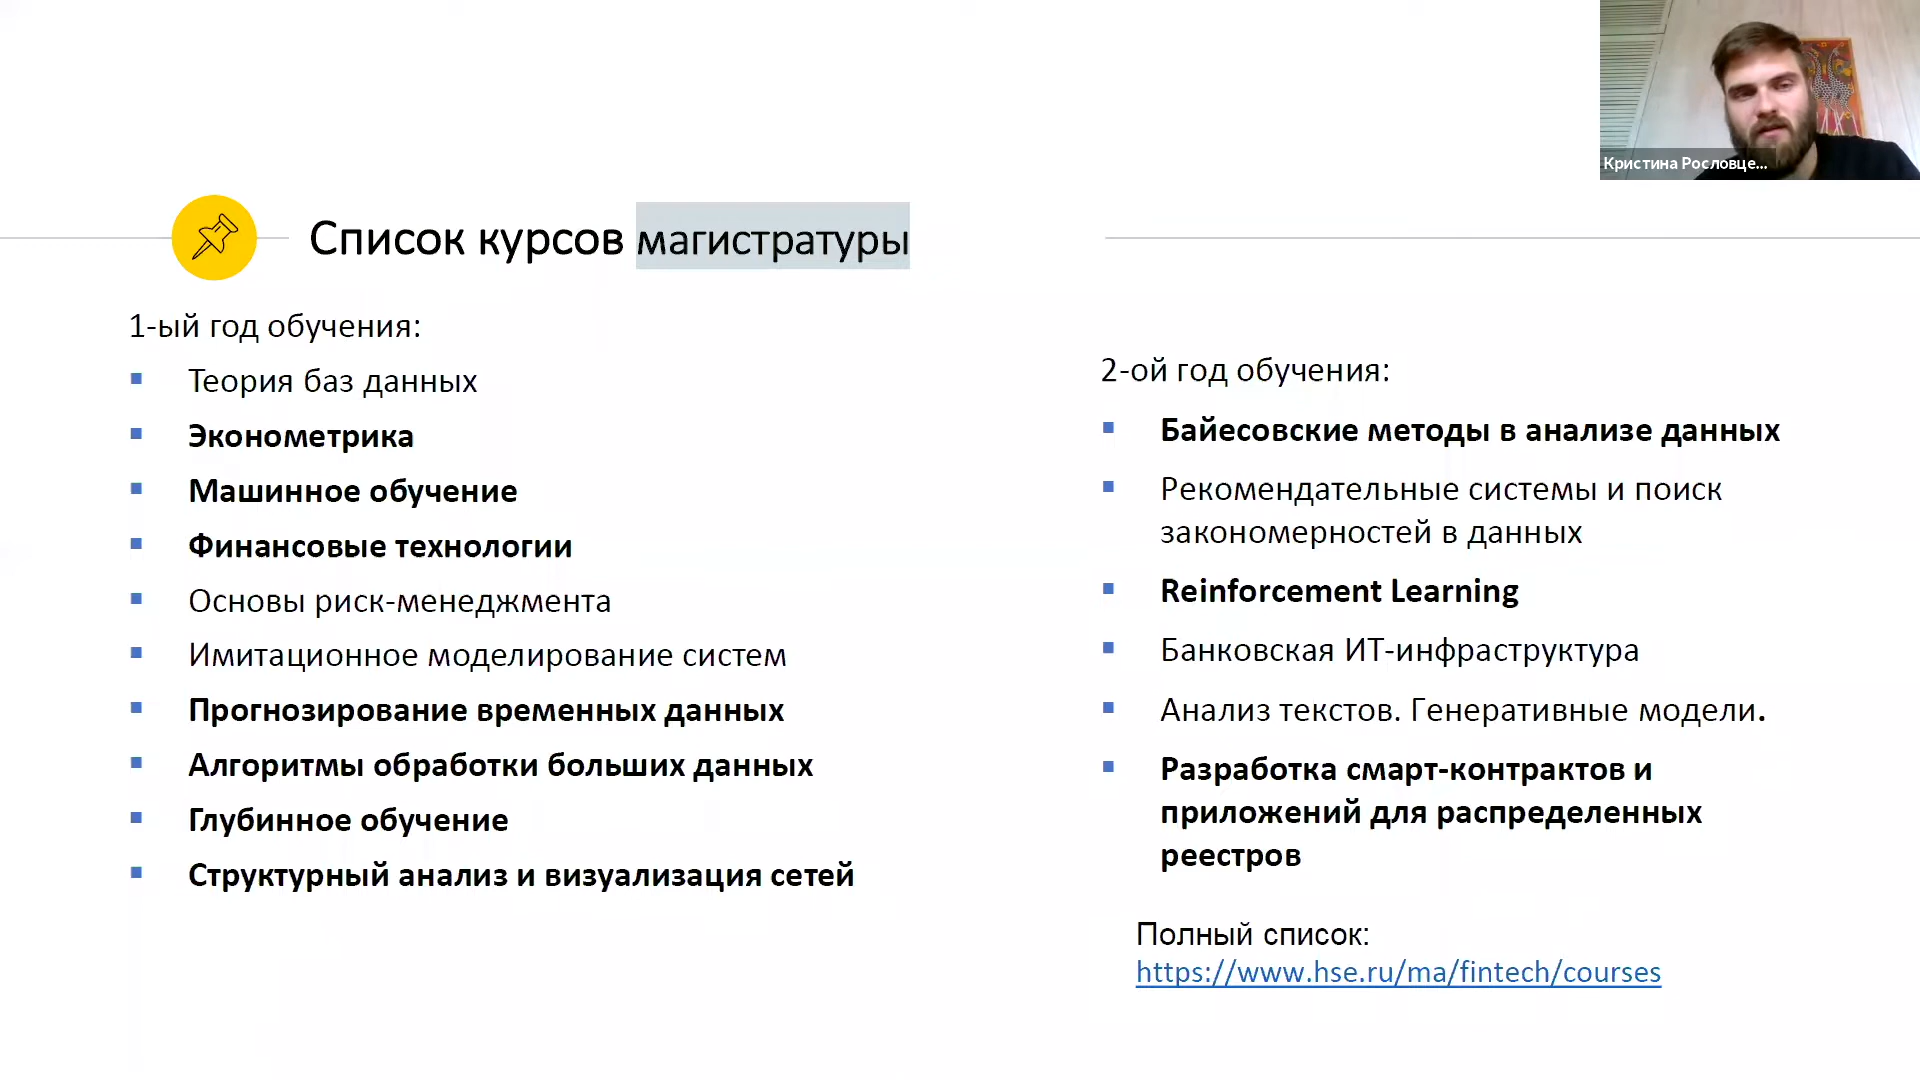 Кристина Рословце...
Список курсов магистратуры
1-ый год обучения:
Теория баз данных
Эконометрика
Машинное обучение
Финансовые технологии
Основы риск-менеджмента
Имитационное моделирование систем
Прогнозирование временных данных
Алгоритмы обработки больших данных
Глубинное обучение
Структурный анализ и визуализация сетей
2-ой год обучения:
Байесовские методы в анализе данных
Рекомендательные системы и поиск
закономерностей в данных
Reinforcement Learning
Банковская ИТ-инфраструктура
Анализ текстов. Генеративные модели.
Разработка смарт-контрактов и
приложений для распределенных
реестров
Полный список:
https://www.hse.ru/ma/fintech/courses